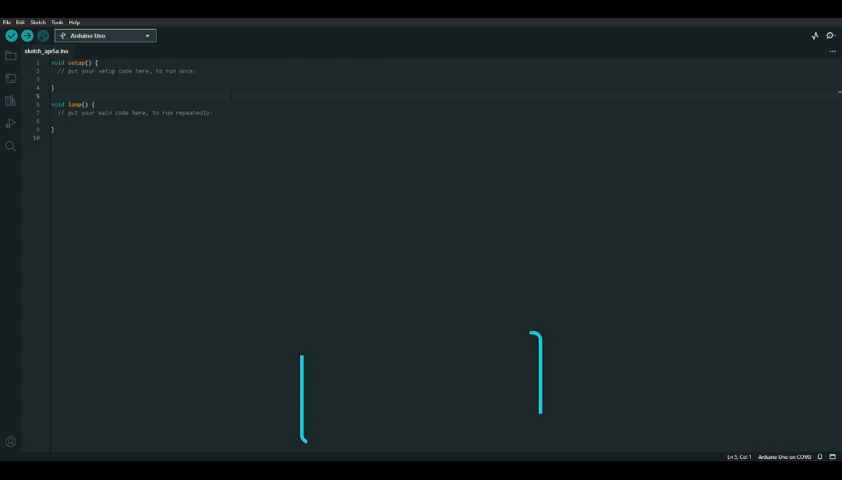 File Edit Sketch Tools Help
Arduino Uno
sketch_apr5a.ino
1 void setup() {
2 // put your setup code here, to run once:
3
4 }
5
6 void loop() {
7 // put your main code here, to run repeatedly:
8
9 }
10
Ln 5, Col 1 Arduino Uno on COM3